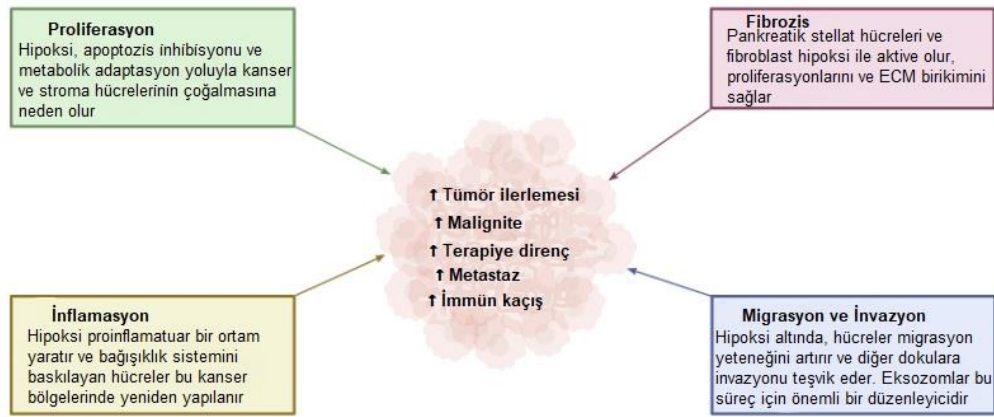 Proliferasyon
Hipoksi, apoptozis inhibisyonu ve
metabolik adaptasyon yoluyla kanser
ve stroma hücrelerinin çoğalmasına
neden olur
Fibrozis
Pankreatik stellat hücreleri ve
fibroblast hipoksi ile aktive olur,
proliferasyonlarını ve ECM birikimini
sağlar
↑ Tümör ilerlemesi
↑ Malignite
↑ Terapiye direnç
↑ Metastaz
↑ İmmün kaçış
İnflamasyon
Hipoksi proinflamatuar bir ortam
yaratır ve bağışıklık sistemini
baskılayan hücreler bu kanser
bölgelerinde yeniden yapılanır
Migrasyon ve İnvazyon
Hipoksi altında, hücreler migrasyon
yeteneğini artırır ve diğer dokulara
invazyonu teşvik eder. Eksozomlar bu
süreç için önemli bir düzenleyicidir